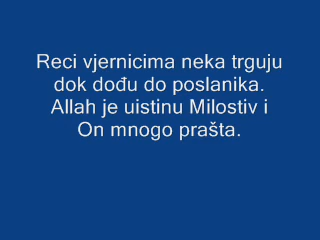 Reci vjernicima neka trguju
dok dođu do poslanika.
Allah je uistinu Milostiv i
On mnogo prašta.